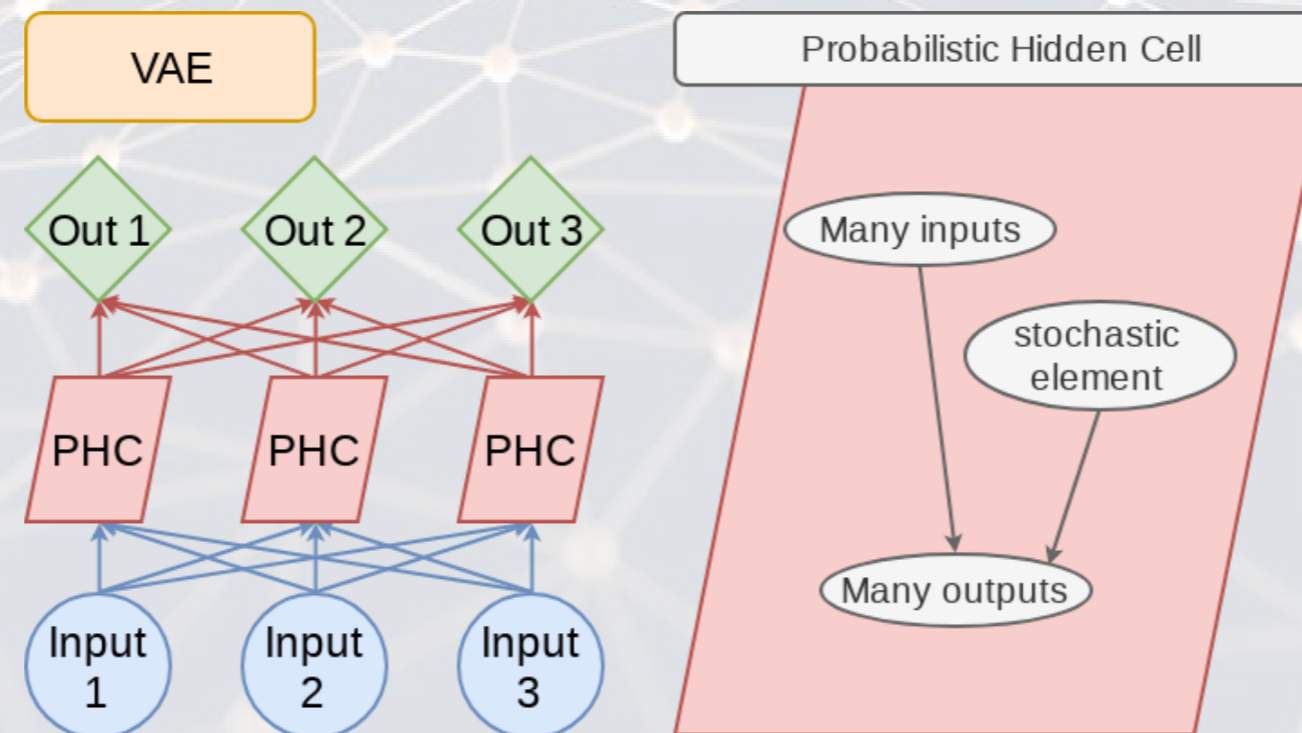 VAE
Probabilistic Hidden Cell
Out 1
Out 2
Out 3
Many inputs
stochastic
element
PHC
PHC
PHC
Many outputs
Input
1
Input
2
Input
3